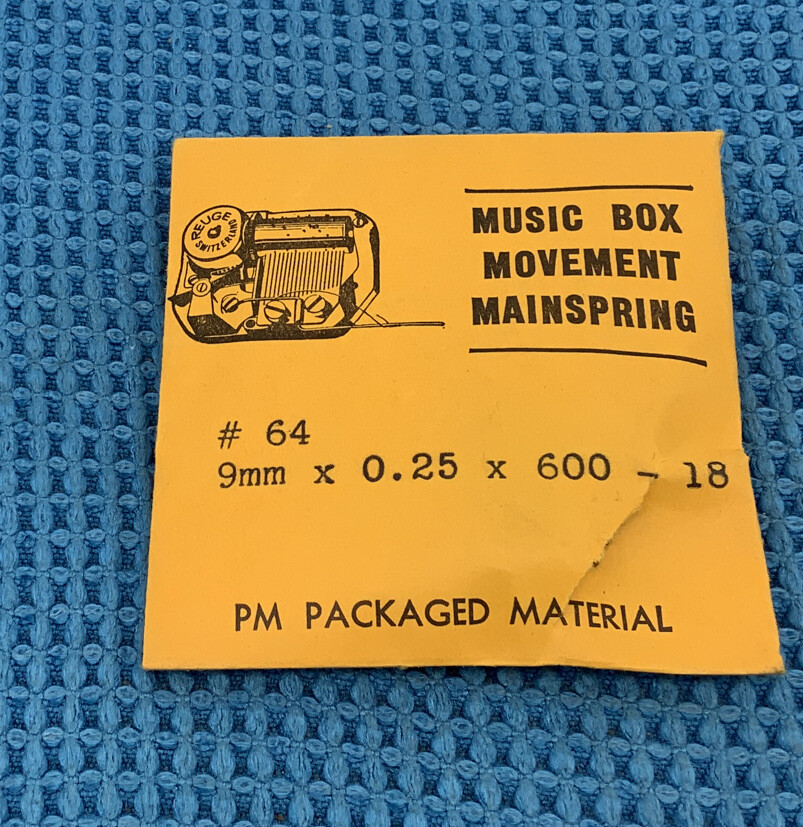 REUGE
SWITZERLAND
MUSIC BOX
MOVEMENT
MAINSPRING
# 64
9mm x 0.25 x 600 - 18
PM PACKAGED MATERIAL